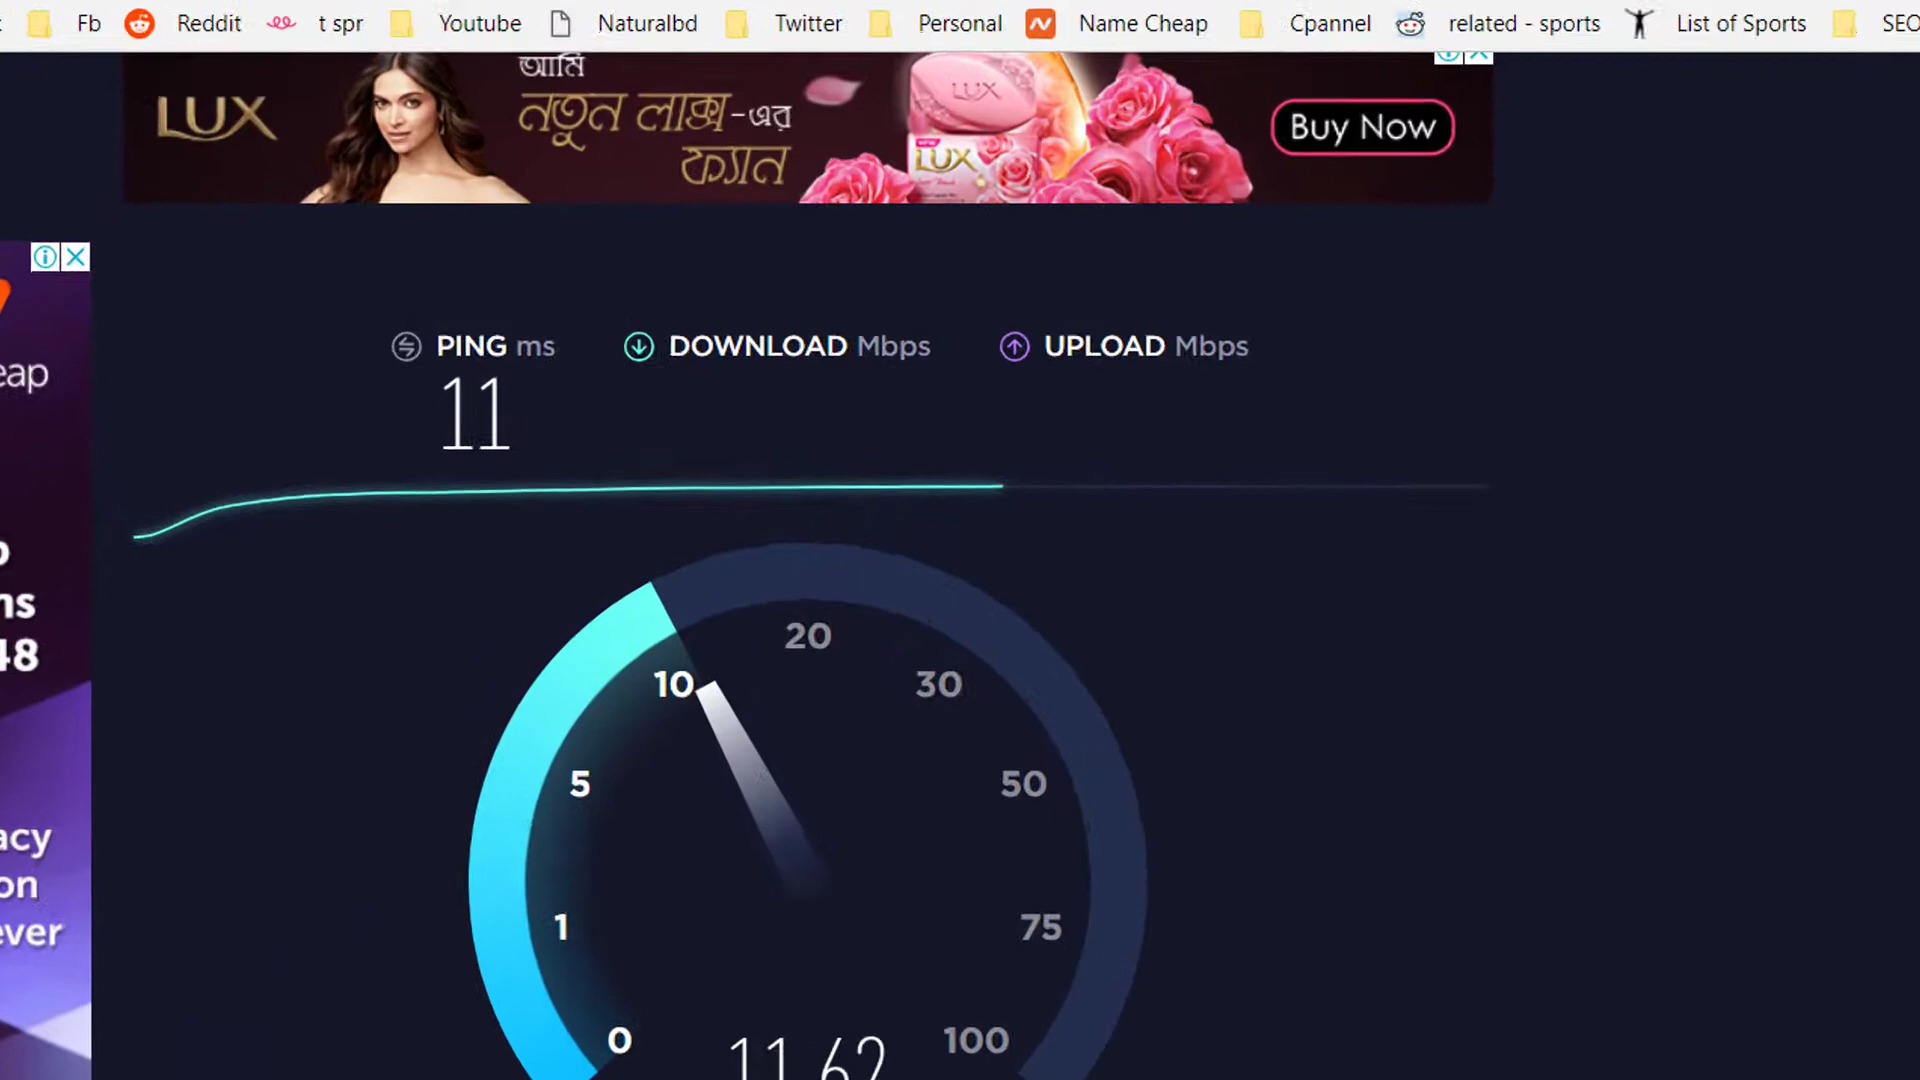 Fb Reddit t spr Youtube Naturalbd Twitter Personal Name Cheap Cpannel related - sports List of Sports SEO
LUX
আমি
নতুন লাক্স-এর
ফ্যান
LUX
LUX
Buy Now
eap
ns
48
acy
on
ever
PING ms
11
DOWNLOAD Mbps
UPLOAD Mbps
0
1
5
10
20
30
50
75
100
11.62